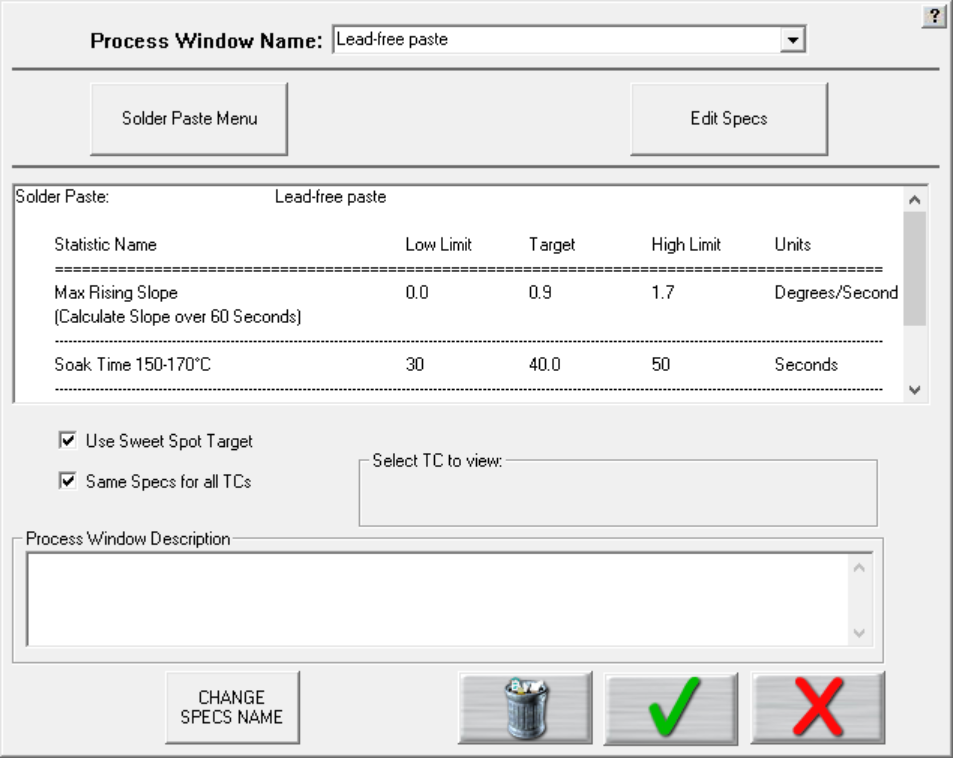 ?
Process Window Name: Lead-free paste
Solder Paste Menu
Edit Specs
Solder Paste: Lead-free paste
Statistic Name Low Limit Target High Limit Units
Max Rising Slope 0.0 0.9 1.7 Degrees/Second
(Calculate Slope over 60 Seconds)
Soak Time 150-170°C 30 40.0 50 Seconds
Use Sweet Spot Target
Same Specs for all TCs
Select TC to view:
Process Window Description
CHANGE
SPECS NAME